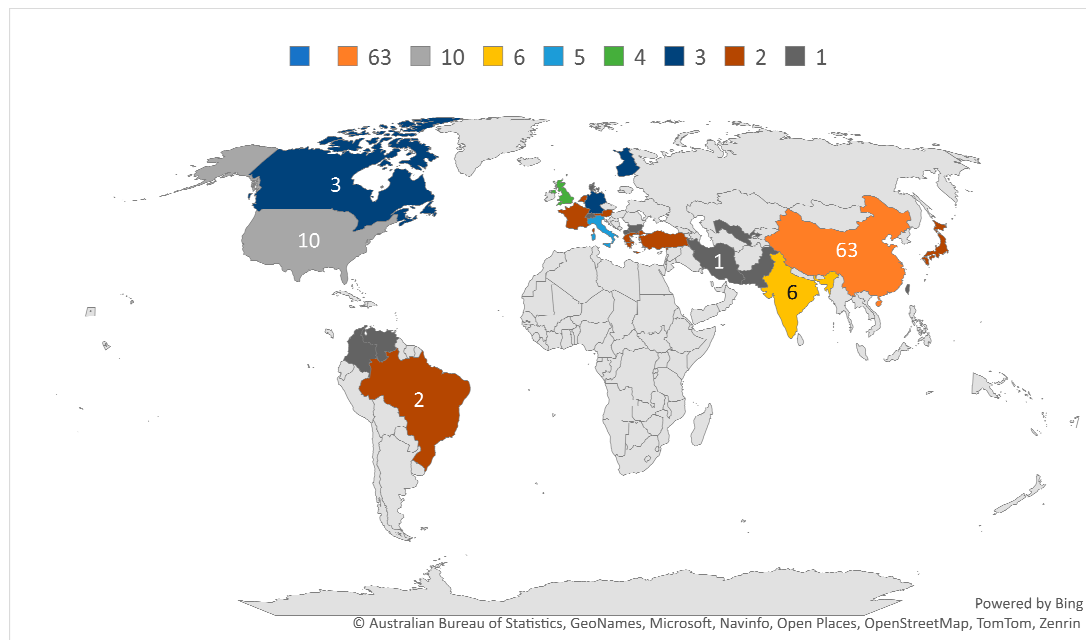 63 10 6 5 4 3 2 1
3
10
63
1
6
2
Powered by Bing
© Australian Bureau of Statistics, GeoNames, Microsoft, Navinfo, Open Places, OpenStreetMap, TomTom, Zenrin